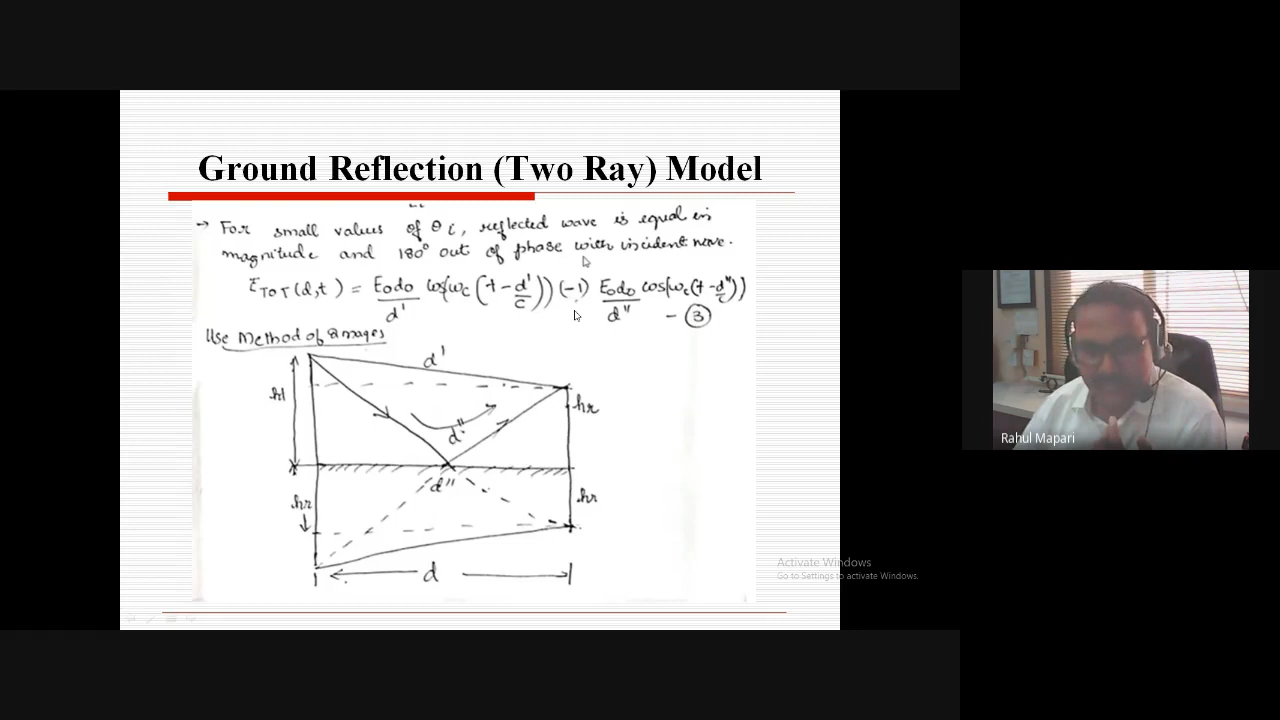 Ground Reflection (Two Ray) Model
→ For small values of θi, reflected wave is equal in
magnitude and 180° out of phase with incident wave.
ETOT(d,t) = E0d0/d' cos(ωc(t - d'/c)) (-1) E0d0/d'' cos(ωc(t - d''/c)) - ③
Use Method of images
d'
ht
hr
d''
d''
hr
hr
d
Rahul Mapari
Activate Windows
Go to Settings to activate Windows.